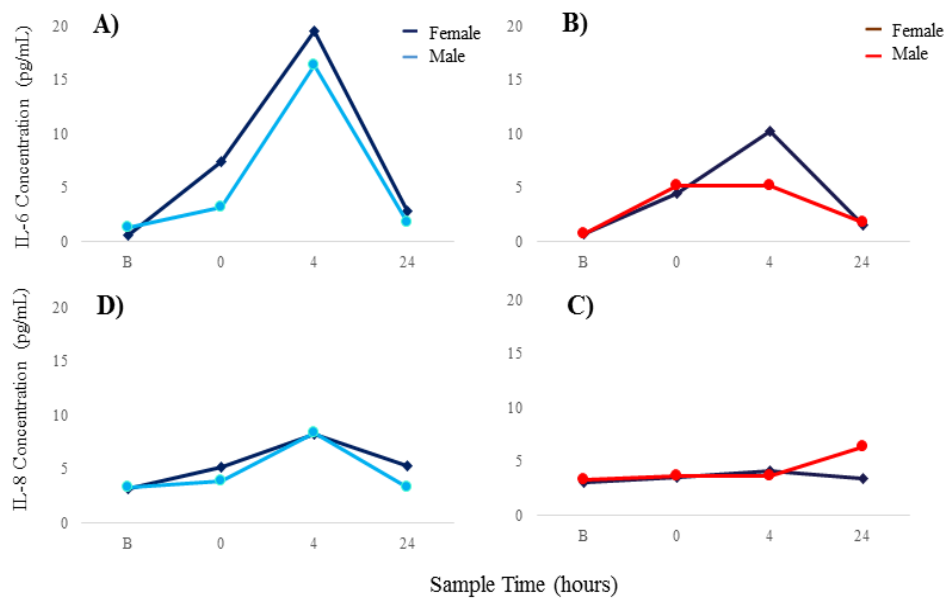 A)
Female
Male
B)
Female
Male
IL-6 Concentration (pg/mL)
20
15
10
5
0
B 0 4 24
20
15
10
5
0
B 0 4 24
D)
C)
IL-8 Concentration (pg/mL)
20
15
10
5
0
B 0 4 24
20
15
10
5
0
B 0 4 24
Sample Time (hours)